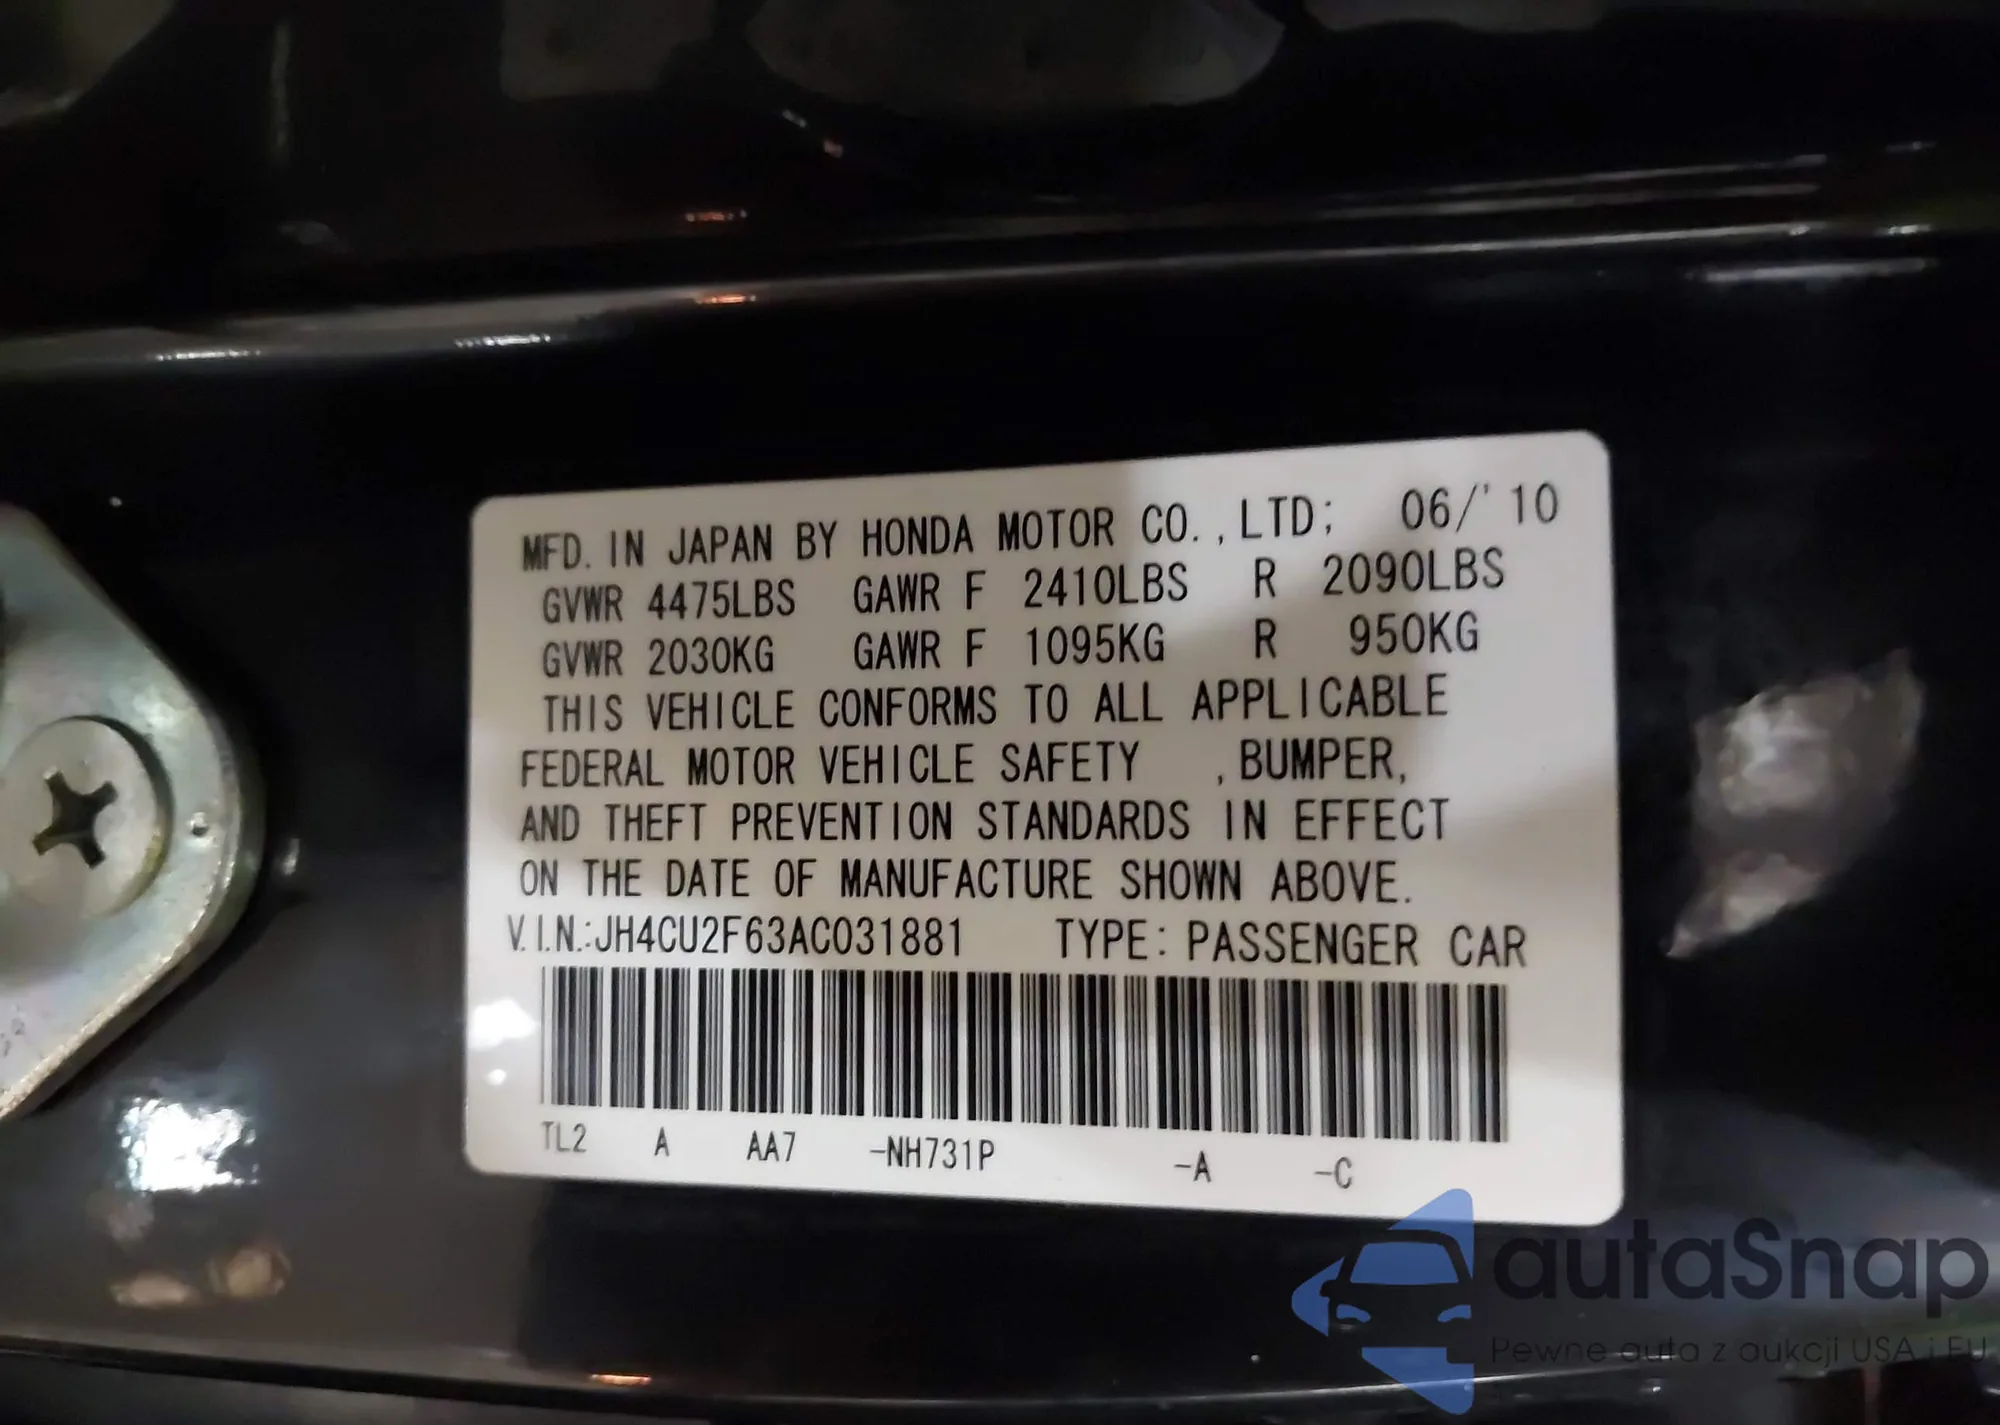 MFD. IN JAPAN BY HONDA MOTOR CO., LTD; 06/'10
GVWR 4475LBS GAWR F 2410LBS R 2090LBS
GVWR 2030KG GAWR F 1095KG R 950KG
THIS VEHICLE CONFORMS TO ALL APPLICABLE
FEDERAL MOTOR VEHICLE SAFETY , BUMPER,
AND THEFT PREVENTION STANDARDS IN EFFECT
ON THE DATE OF MANUFACTURE SHOWN ABOVE.
V.I.N.:JH4CU2F63AC031881 TYPE: PASSENGER CAR
TL2 A AA7 -NH731P -A -C
autaSnap
Pewne auta z aukcji USA i EU